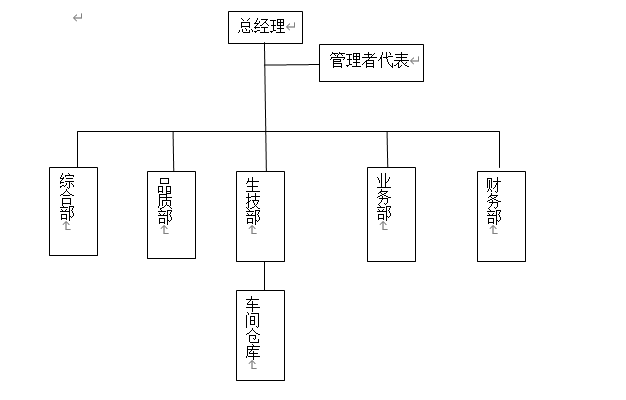 总经理
管理者代表
综合部
品质部
生技部
业务部
财务部
车间仓库